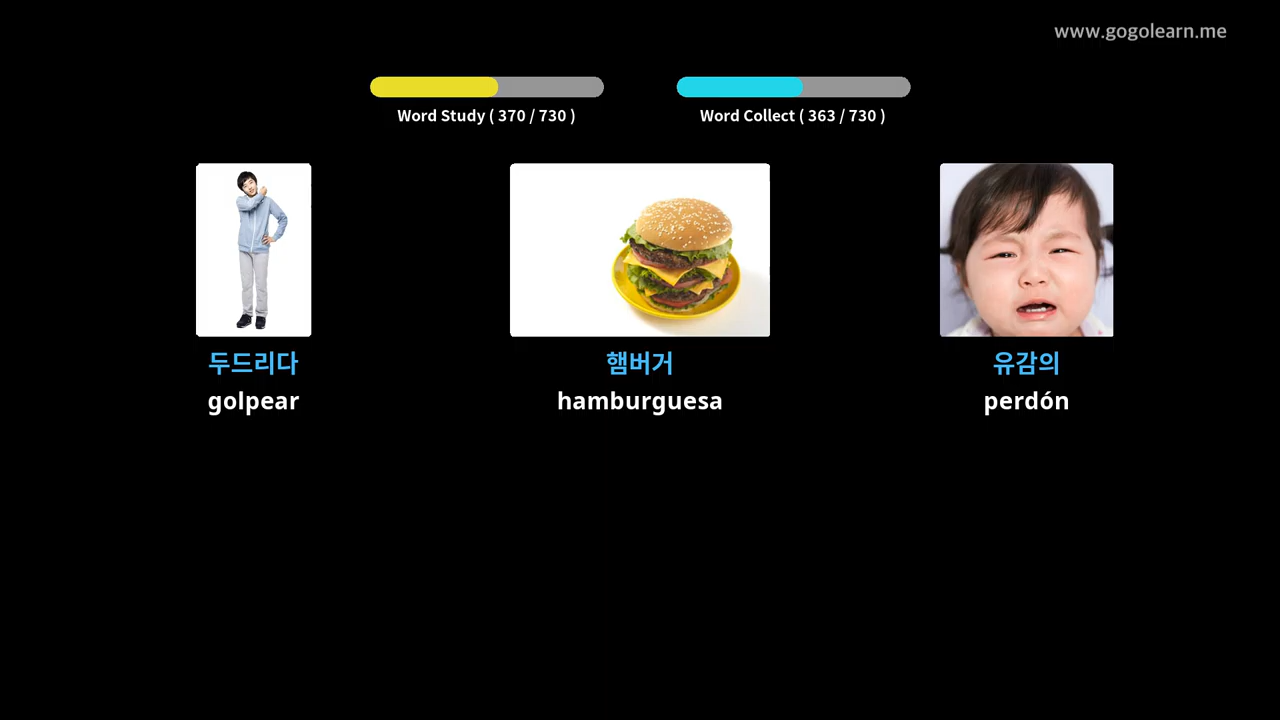 www.gogolearn.me
Word Study ( 370 / 730 )
Word Collect ( 363 / 730 )
두드리다
golpear
햄버거
hamburguesa
유감의
perdón